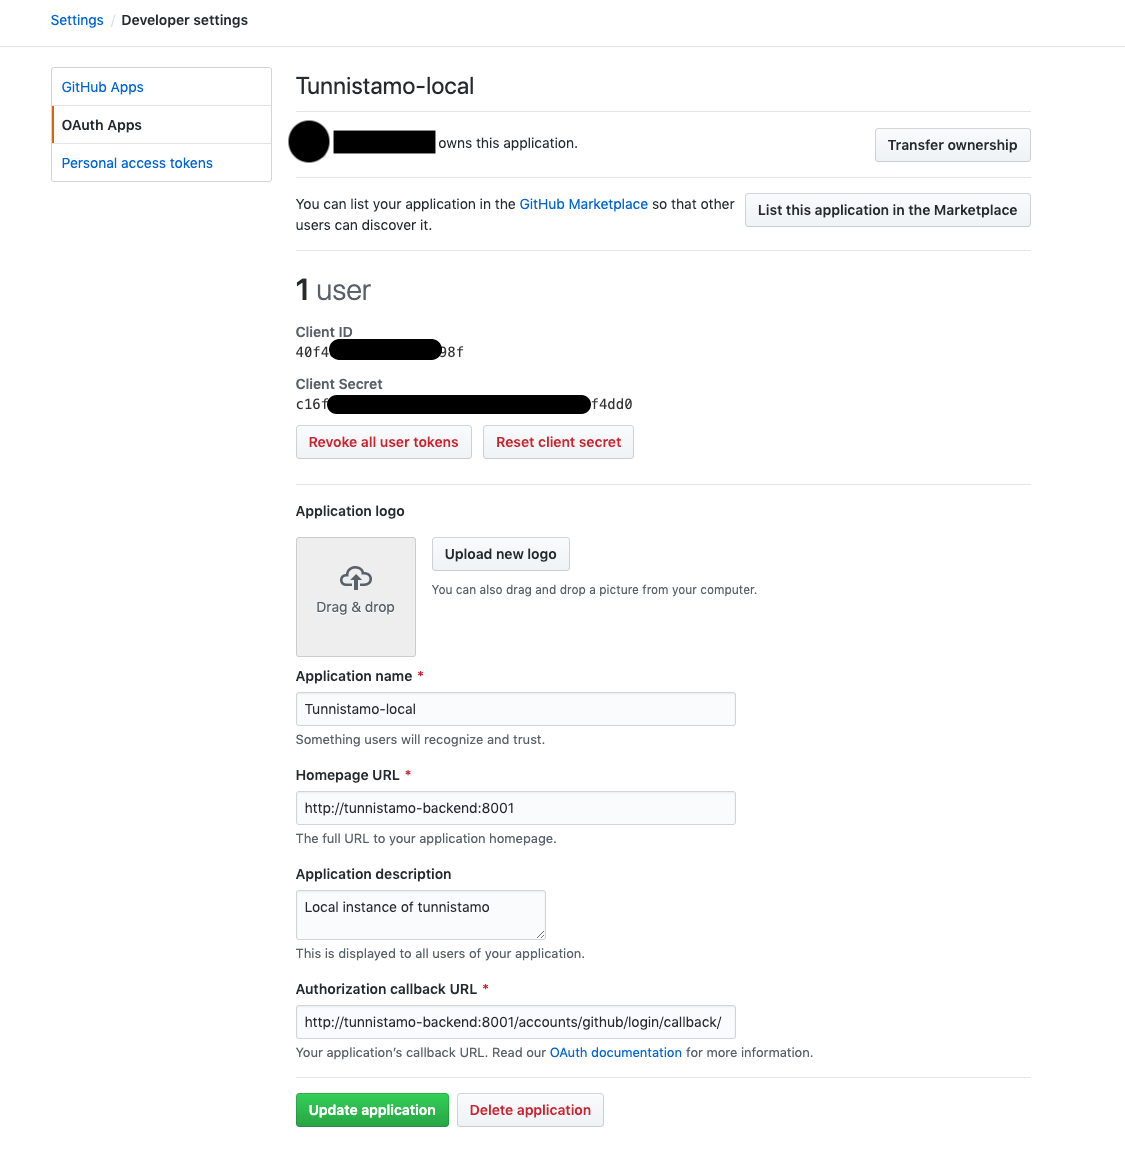 Settings / Developer settings
GitHub Apps
OAuth Apps
Personal access tokens
Tunnistamo-local
owns this application.
Transfer ownership
You can list your application in the GitHub Marketplace so that other
users can discover it.
List this application in the Marketplace
1 user
Client ID
40f4 98f
Client Secret
c16f f4dd0
Revoke all user tokens
Reset client secret
Application logo
Drag & drop
Upload new logo
You can also drag and drop a picture from your computer.
Application name *
Tunnistamo-local
Something users will recognize and trust.
Homepage URL *
http://tunnistamo-backend:8001
The full URL to your application homepage.
Application description
Local instance of tunnistamo
This is displayed to all users of your application.
Authorization callback URL *
http://tunnistamo-backend:8001/accounts/github/login/callback/
Your application's callback URL. Read our OAuth documentation for more information.
Update application
Delete application